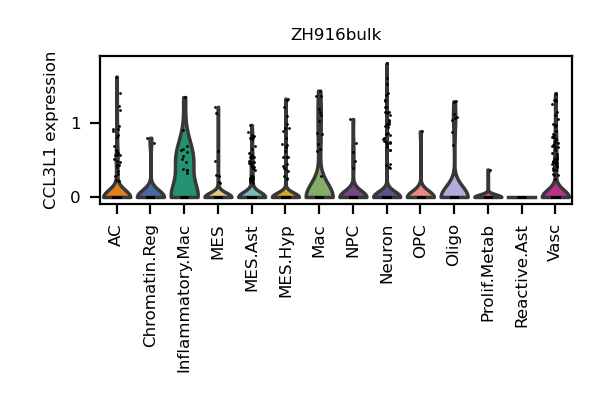 ZH916bulk
CCL3L1 expression
1
0
AC
Chromatin.Reg
Inflammatory.Mac
MES
MES.Ast
MES.Hyp
Mac
NPC
Neuron
OPC
Oligo
Prolif.Metab
Reactive.Ast
Vasc